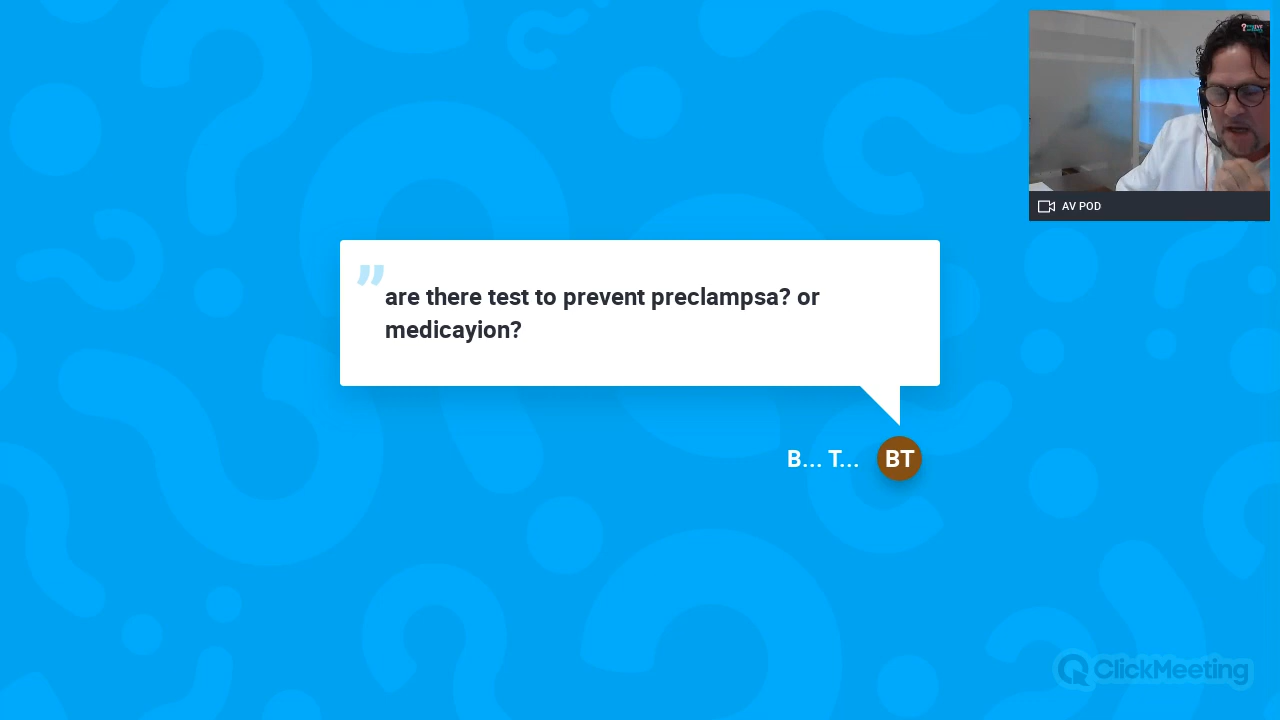 AV POD
”
are there test to prevent preclampsa? or
medicayion?
B... T... BT
ClickMeeting